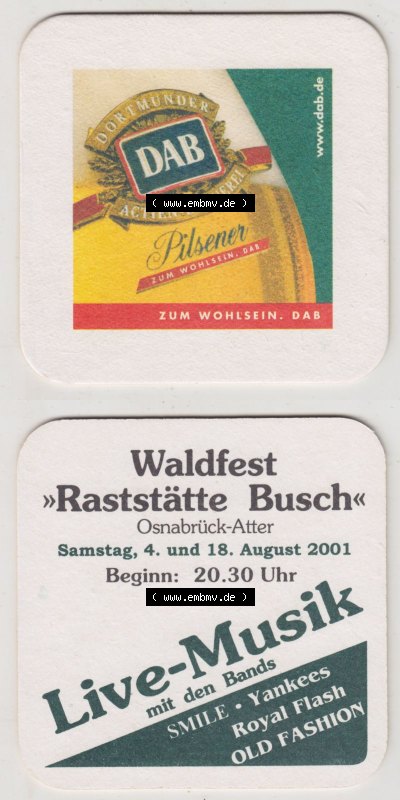 DORTMUNDER
DAB
ACTIEN-BRAUEREI
www.dab.de
( www.embmv.de )
Pilsener
ZUM WOHLSEIN. DAB
ZUM WOHLSEIN. DAB
Waldfest
»Raststätte Busch«
Osnabrück-Atter
Samstag, 4. und 18. August 2001
Beginn: 20.30 Uhr
( www.embmv.de )
Live-Musik
mit den Bands
SMILE · Yankees
Royal Flash
OLD FASHION